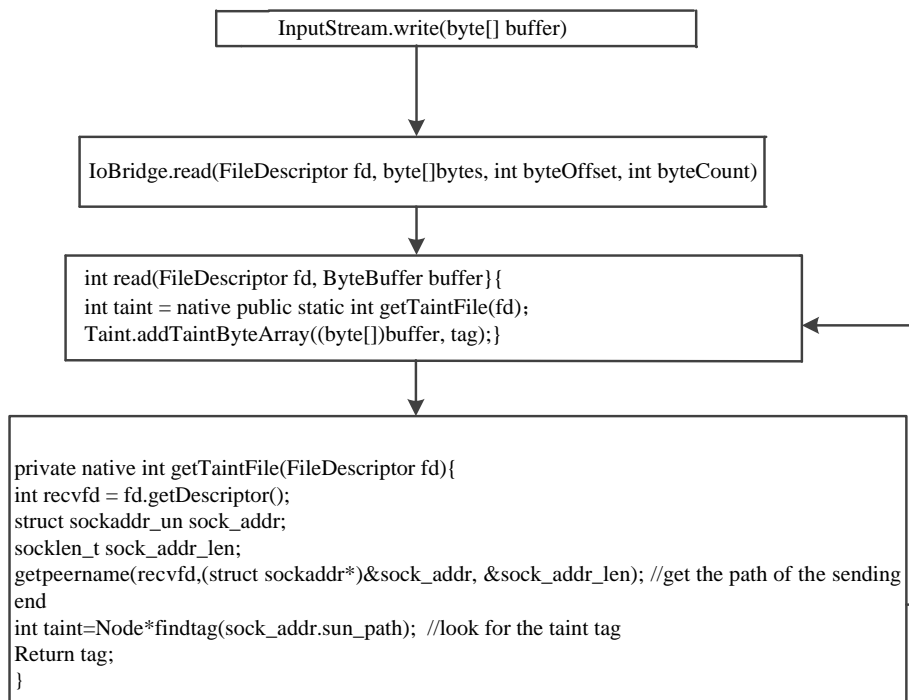 InputStream.write(byte[] buffer)
IoBridge.read(FileDescriptor fd, byte[]bytes, int byteOffset, int byteCount)
int read(FileDescriptor fd, ByteBuffer buffer}{
int taint = native public static int getTaintFile(fd)；
Taint.addTaintByteArray((byte[])buffer, tag);}
private native int getTaintFile(FileDescriptor fd){
int recvfd = fd.getDescriptor();
struct sockaddr_un sock_addr;
socklen_t sock_addr_len;
getpeername(recvfd,(struct sockaddr*)&sock_addr, &sock_addr_len); //get the path of the sending
end
int taint=Node*findtag(sock_addr.sun_path);  //look for the taint tag
Return tag;
}